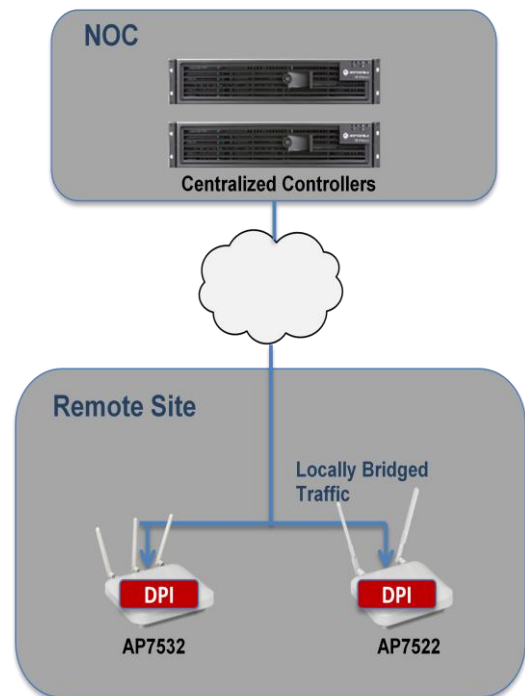 NOC
Centralized Controllers
Remote Site
Locally Bridged
Traffic
DPI
DPI
AP7532
AP7522